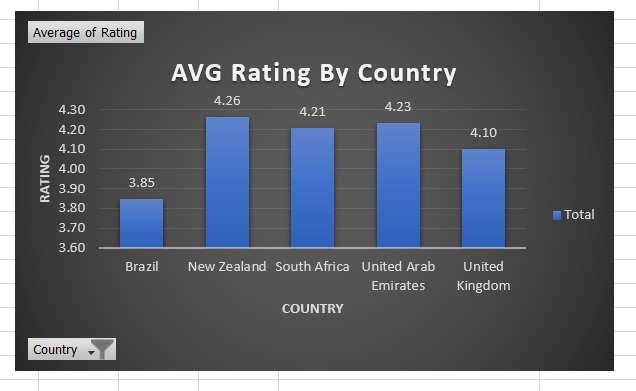 Average of Rating
AVG Rating By Country
4.30
4.20
4.10
4.00
3.90
3.80
3.70
3.60
RATING
3.85
4.26
4.21
4.23
4.10
Brazil
New Zealand
South Africa
United Arab
Emirates
United
Kingdom
COUNTRY
Total
Country